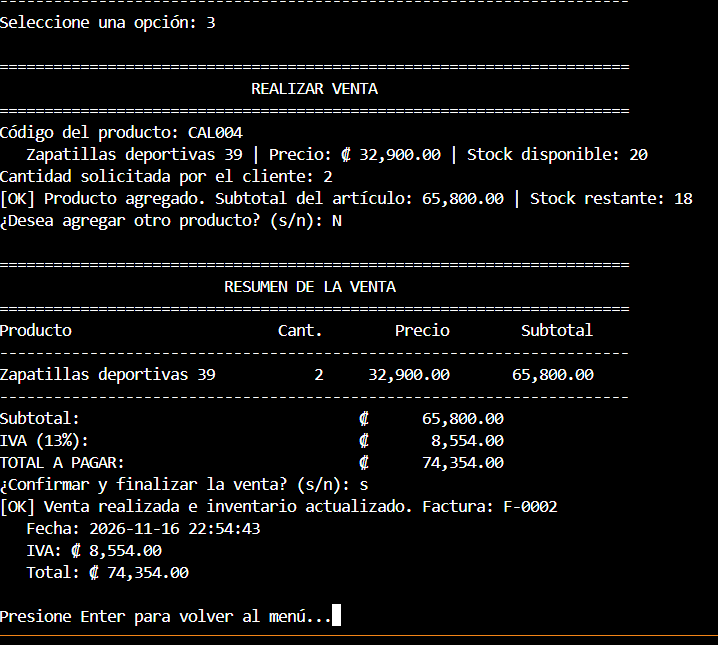 ----------------------------------------------------------------------
Seleccione una opción: 3
======================================================================
REALIZAR VENTA
======================================================================
Código del producto: CAL004
Zapatillas deportivas 39 | Precio: ₡ 32,900.00 | Stock disponible: 20
Cantidad solicitada por el cliente: 2
[OK] Producto agregado. Subtotal del artículo: 65,800.00 | Stock restante: 18
¿Desea agregar otro producto? (s/n): N
======================================================================
RESUMEN DE LA VENTA
======================================================================
Producto Cant. Precio Subtotal
----------------------------------------------------------------------
Zapatillas deportivas 39 2 32,900.00 65,800.00
----------------------------------------------------------------------
Subtotal: ₡ 65,800.00
IVA (13%): ₡ 8,554.00
TOTAL A PAGAR: ₡ 74,354.00
¿Confirmar y finalizar la venta? (s/n): s
[OK] Venta realizada e inventario actualizado. Factura: F-0002
Fecha: 2026-11-16 22:54:43
IVA: ₡ 8,554.00
Total: ₡ 74,354.00
Presione Enter para volver al menú...